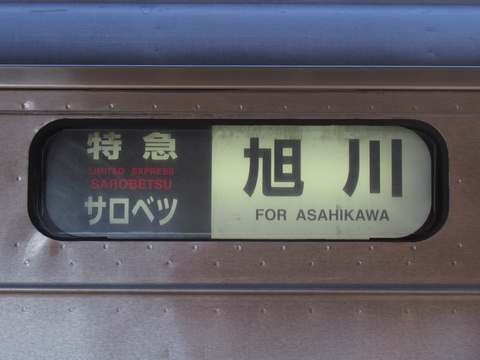 特急
LIMITED EXPRESS
SAROBETSU
サロベツ
旭川
FOR ASAHIKAWA